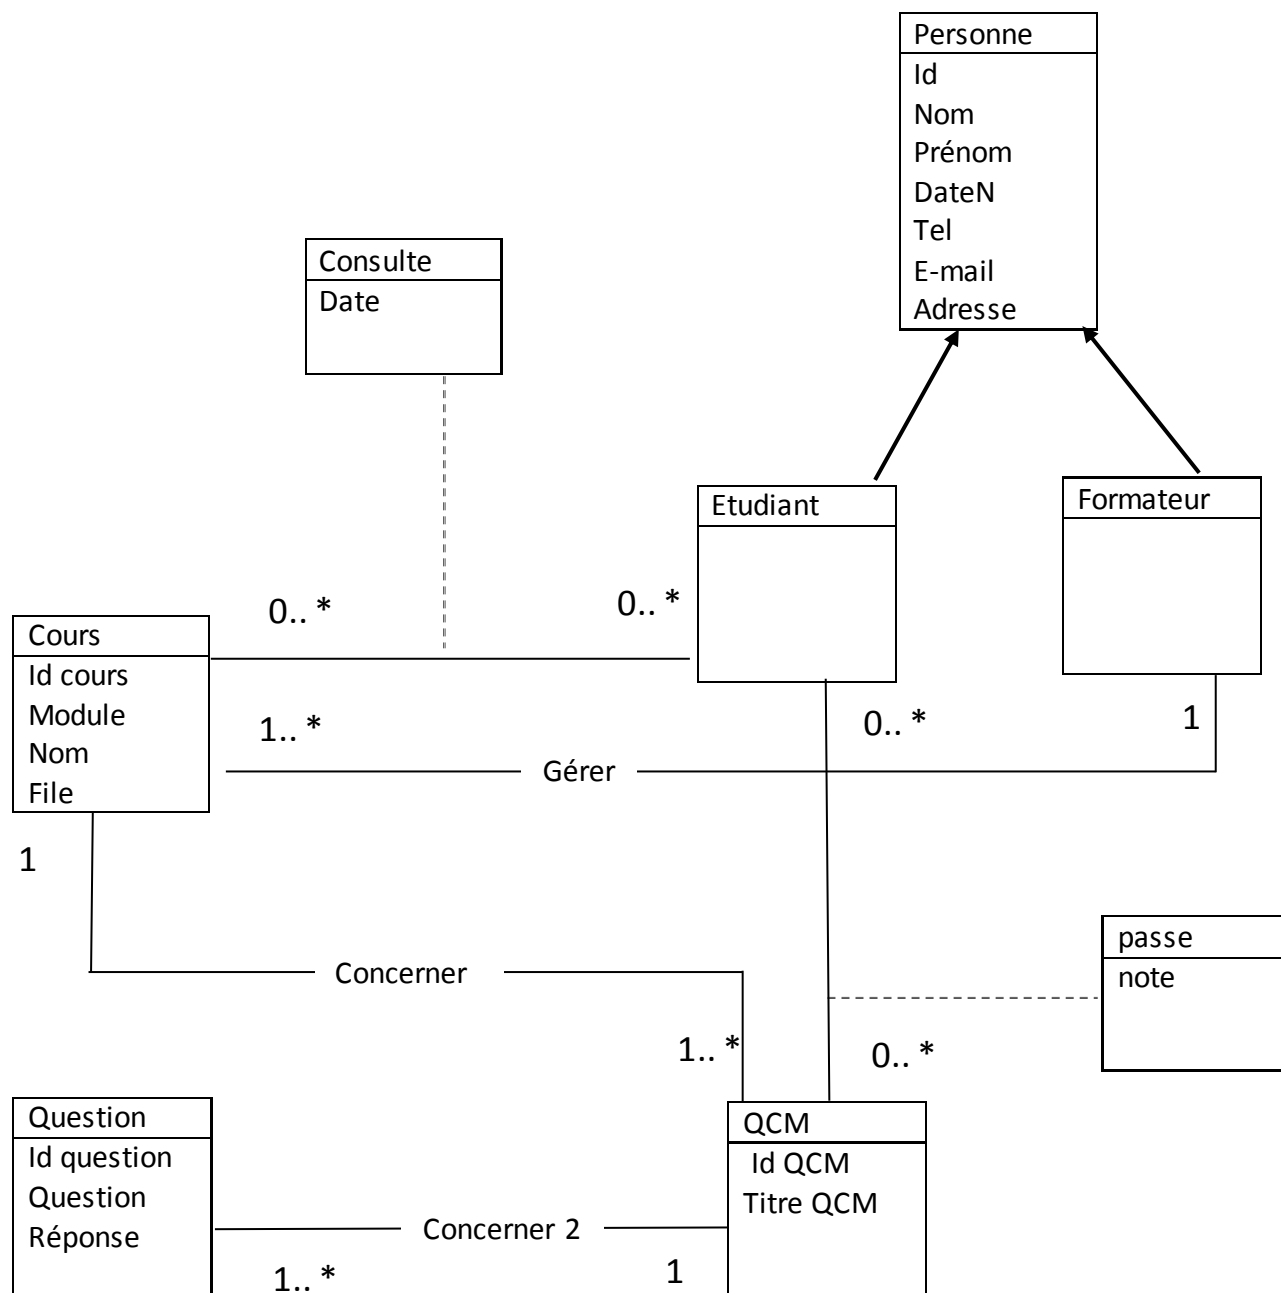 Personne
Id
Nom
Prénom
DateN
Tel
E-mail
Adresse
Consulte
Date
Etudiant
Formateur
0.. *
0.. *
Cours
Id cours
Module
Nom
File
1.. *
0.. *
1
Gérer
1
Concerner
passe
note
1.. *
0.. *
Question
Id question
Question
Réponse
QCM
Id QCM
Titre QCM
Concerner 2
1.. *
1